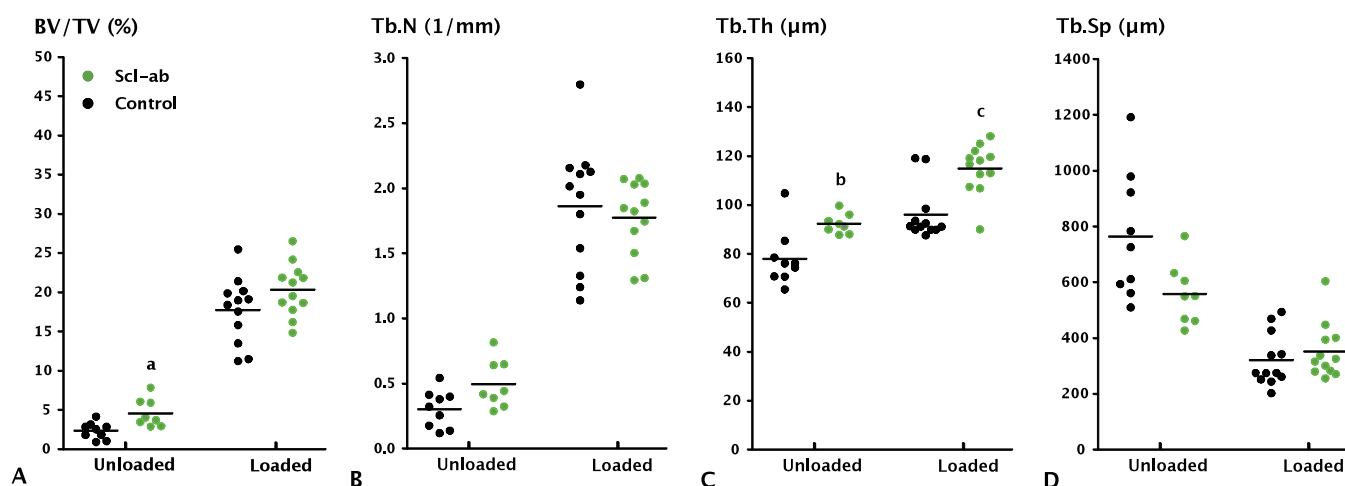 BV/TV (%)
50
45
40
35
30
25
20
15
10
5
0
Scl-ab
Control
a
Unloaded
Loaded
A
Tb.N (1/mm)
3.0
2.5
2.0
1.5
1.0
0.5
0.0
Unloaded
Loaded
B
Tb.Th (μm)
160
140
120
100
80
60
40
20
0
b
c
Unloaded
Loaded
C
Tb.Sp (μm)
1400
1200
1000
800
600
400
200
0
Unloaded
Loaded
D